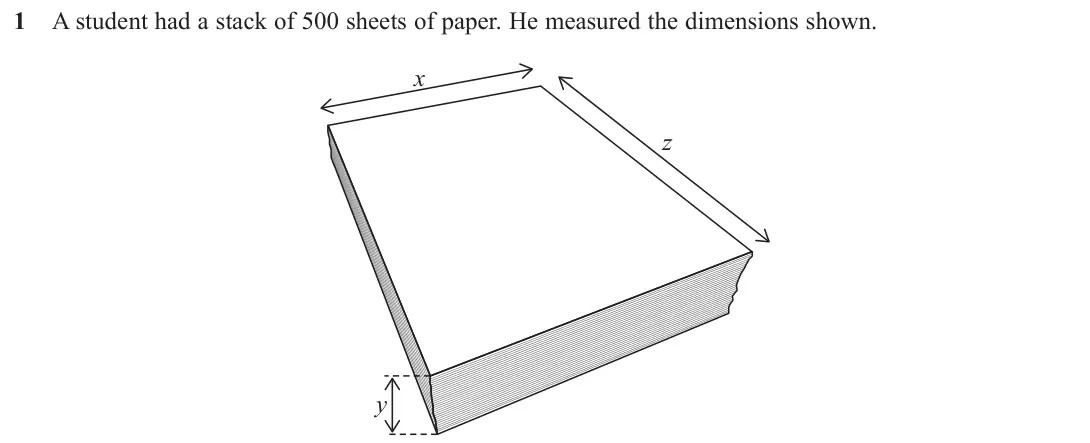 1 A student had a stack of 500 sheets of paper. He measured the dimensions shown.
x
z
y